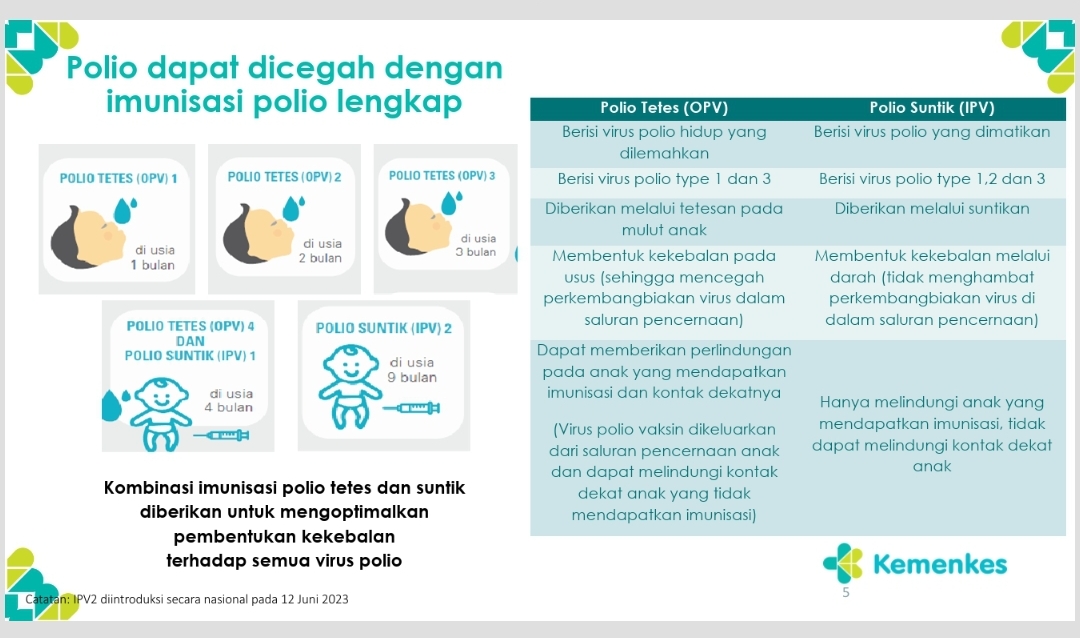 Polio dapat dicegah dengan
imunisasi polio lengkap
POLIO TETES (OPV) 1
di usia
1 bulan
POLIO TETES (OPV) 2
di usia
2 bulan
POLIO TETES (OPV) 3
di usia
3 bulan
POLIO TETES (OPV) 4
DAN
POLIO SUNTIK (IPV) 1
di usia
4 bulan
POLIO SUNTIK (IPV) 2
di usia
9 bulan
Kombinasi imunisasi polio tetes dan suntik
diberikan untuk mengoptimalkan
pembentukan kekebalan
terhadap semua virus polio
Catatan: IPV2 diintroduksi secara nasional pada 12 Juni 2023
Polio Tetes (OPV)
Polio Suntik (IPV)
Berisi virus polio hidup yang
dilemahkan
Berisi virus polio yang dimatikan
Berisi virus polio type 1 dan 3
Berisi virus polio type 1,2 dan 3
Diberikan melalui tetesan pada
mulut anak
Diberikan melalui suntikan
Membentuk kekebalan pada
usus (sehingga mencegah
perkembangbiakan virus dalam
saluran pencernaan)
Membentuk kekebalan melalui
darah (tidak menghambat
perkembangbiakan virus di
dalam saluran pencernaan)
Dapat memberikan perlindungan
pada anak yang mendapatkan
imunisasi dan kontak dekatnya
(Virus polio vaksin dikeluarkan
dari saluran pencernaan anak
dan dapat melindungi kontak
dekat anak yang tidak
mendapatkan imunisasi)
Hanya melindungi anak yang
mendapatkan imunisasi, tidak
dapat melindungi kontak dekat
anak
Kemenkes
5